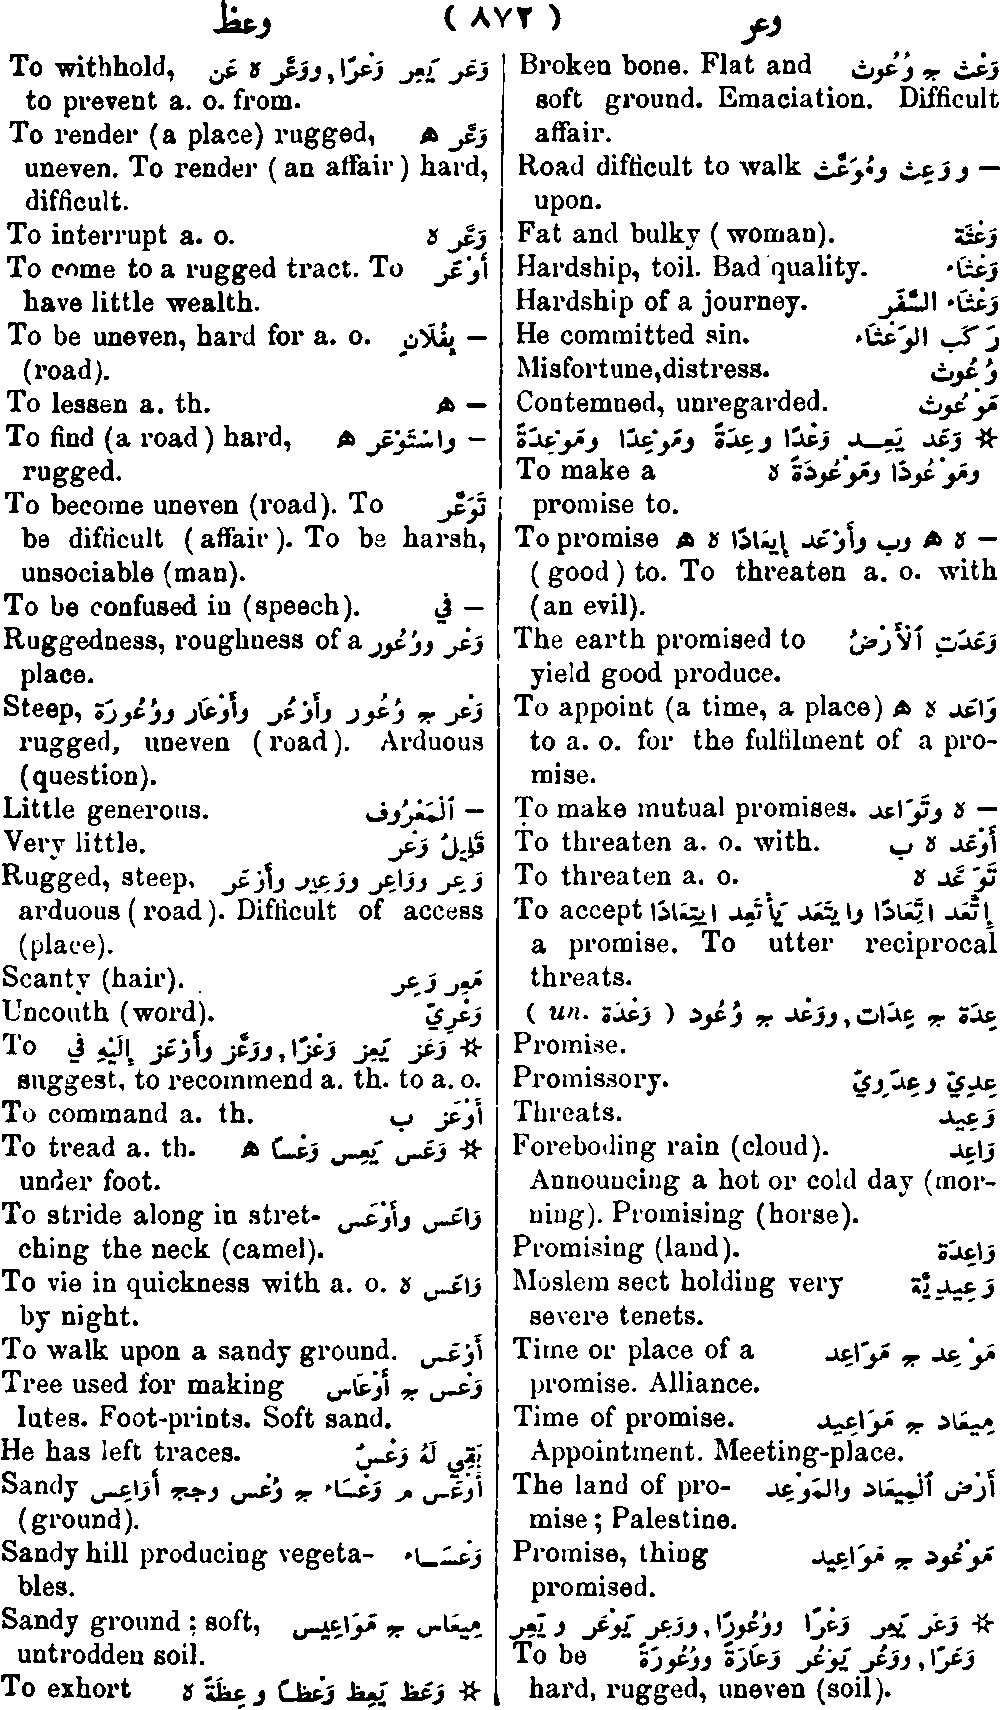 وعر ( ٨٧٢ ) وعظ
Broken bone. Flat and وَعْث ج وُعُوث
soft ground. Emaciation. Difficult
affair.
Road difficult to walk – ووَعِث ومُوَعَّث
upon.
Fat and bulky (woman). وَعْثَة
Hardship, toil. Bad quality. وَعْثَاء
Hardship of a journey. وَعْثَاء السَّفَر
He committed sin. رَكَب الوَعْثَاء
Misfortune, distress. وُعُوث
Contemned, unregarded. مَوْعُوث
☆ وَعَد يَعِــد وَعْدًا وعِدَةً ومَوْعِدًا ومَوْعِدَةً
To make a ومَوْعُودًا ومَوْعُودَةً ه
promise to.
To promise – ه ه وب وأَوْعَد إِيعَادًا ه ه
(good) to. To threaten a. o. with
(an evil).
The earth promised to وَعَدَتِ ٱلْأَرْضُ
yield good produce.
To appoint (a time, a place) وَاعَد ه ه
to a. o. for the fulfilment of a pro-
mise.
To make mutual promises. – ه وتَوَاعَد
To threaten a. o. with. أَوْعَد ه ب
To threaten a. o. تَوَعَّد ه
To accept إِتَّعَد اتِّعَادًا وايتَعَد يَأْتَعِد ايتِعَادًا
a promise. To utter reciprocal
threats.
عِدَة ج عِدَات, ووَعْد ج وُعُود ( un. وَعْدَة )
Promise.
Promissory. عِدِيّ وعِدَوِيّ
Threats. وَعِيد
Foreboding rain (cloud). وَاعِد
Announcing a hot or cold day (mor-
ning). Promising (horse).
Promising (land). وَاعِدَة
Moslem sect holding very وَعِيدِيَّة
severe tenets.
Time or place of a مَوْعِد ج مَوَاعِد
promise. Alliance.
Time of promise. مِيعَاد ج مَوَاعِيد
Appointment. Meeting-place.
The land of pro- أَرْض ٱلْمِيعَاد والمَوْعِد
mise; Palestine.
Promise, thing مَوْعُود ج مَوَاعِيد
promised.
☆ وَعَر يَعِر وَعْرًا ووُعُورًا, ووَعِر يَوْعَر ويَعِر
To be وَعَرًا, ووَعُر يَوْعُر وَعَارَةً ووُعُورَةً
hard, rugged, uneven (soil).
To withhold, وَعَر يَعِر وَعْرًا, ووَعَّر ه عَن
to prevent a. o. from.
To render (a place) rugged, وَعَّر ه
uneven. To render (an affair) hard,
difficult.
To interrupt a. o. وَعَّر ه
To come to a rugged tract. To أَوْعَر
have little wealth.
To be uneven, hard for a. o. – بِفُلَانٍ
(road).
To lessen a. th. – ه
To find (a road) hard, – واسْتَوْعَر ه
rugged.
To become uneven (road). To تَوَعَّر
be difficult (affair). To be harsh,
unsociable (man).
To be confused in (speech). – في
Ruggedness, roughness of a وَعْر ووُعُور
place.
Steep, وَعْر ج وُعُور وأَوْعُر وأَوْعَار ووُعُورَة
rugged, uneven (road). Arduous
(question).
Little generous. – ٱلْمَعْرُوف
Very little. قَلِيلٌ وَعْر
Rugged, steep, وَعِر ووَاعِر ووَعِير وأَوْعَر
arduous (road). Difficult of access
(place).
Scanty (hair). مَعِر وَعِر
Uncouth (word). وَعْرِيّ
To ☆ وَعَز يَعِز وَعْزًا, ووَعَّز وأَوْعَز إِلَيْهِ في
suggest, to recommend a. th. to a. o.
To command a. th. أَوْعَز ب
To tread a. th. ☆ وَعَس يَعِس وَعْسًا ه
under foot.
To stride along in stret- وَاعَس وأَوْعَس
ching the neck (camel).
To vie in quickness with a. o. وَاعَس ه
by night.
To walk upon a sandy ground. أَوْعَس
Tree used for making وَعْس ج أَوْعَاس
lutes. Foot-prints. Soft sand.
He has left traces. بَقِي لَهُ وَعْسٌ
Sandy أَوْعَس م وَعْسَاء ج وُعْس وجج أَوَاعِس
(ground).
Sandy hill producing vegeta- وَعْسَــاء
bles.
Sandy ground; soft, مِيعَاس ج مَوَاعِيس
untrodden soil.
To exhort ☆ وَعَظ يَعِظ وَعْظًا وعِظَةً ه